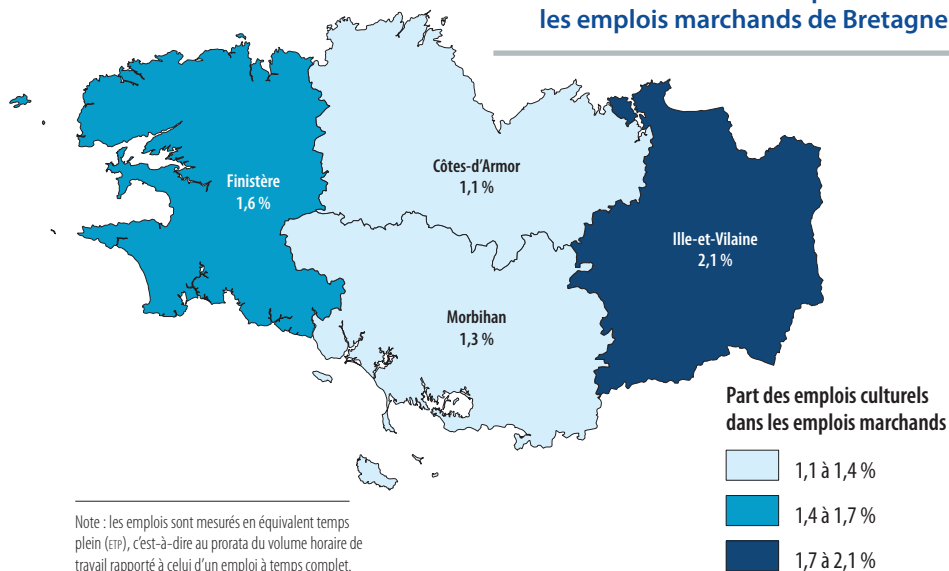 les emplois marchands de Bretagne
Côtes-d’Armor
1,1 %
Finistère
1,6 %
Ille-et-Vilaine
2,1 %
Morbihan
1,3 %
Part des emplois culturels
dans les emplois marchands
1,1 à 1,4 %
1,4 à 1,7 %
1,7 à 2,1 %
Note : les emplois sont mesurés en équivalent temps
plein (ETP), c’est-à-dire au prorata du volume horaire de
travail rapporté à celui d’un emploi à temps complet.